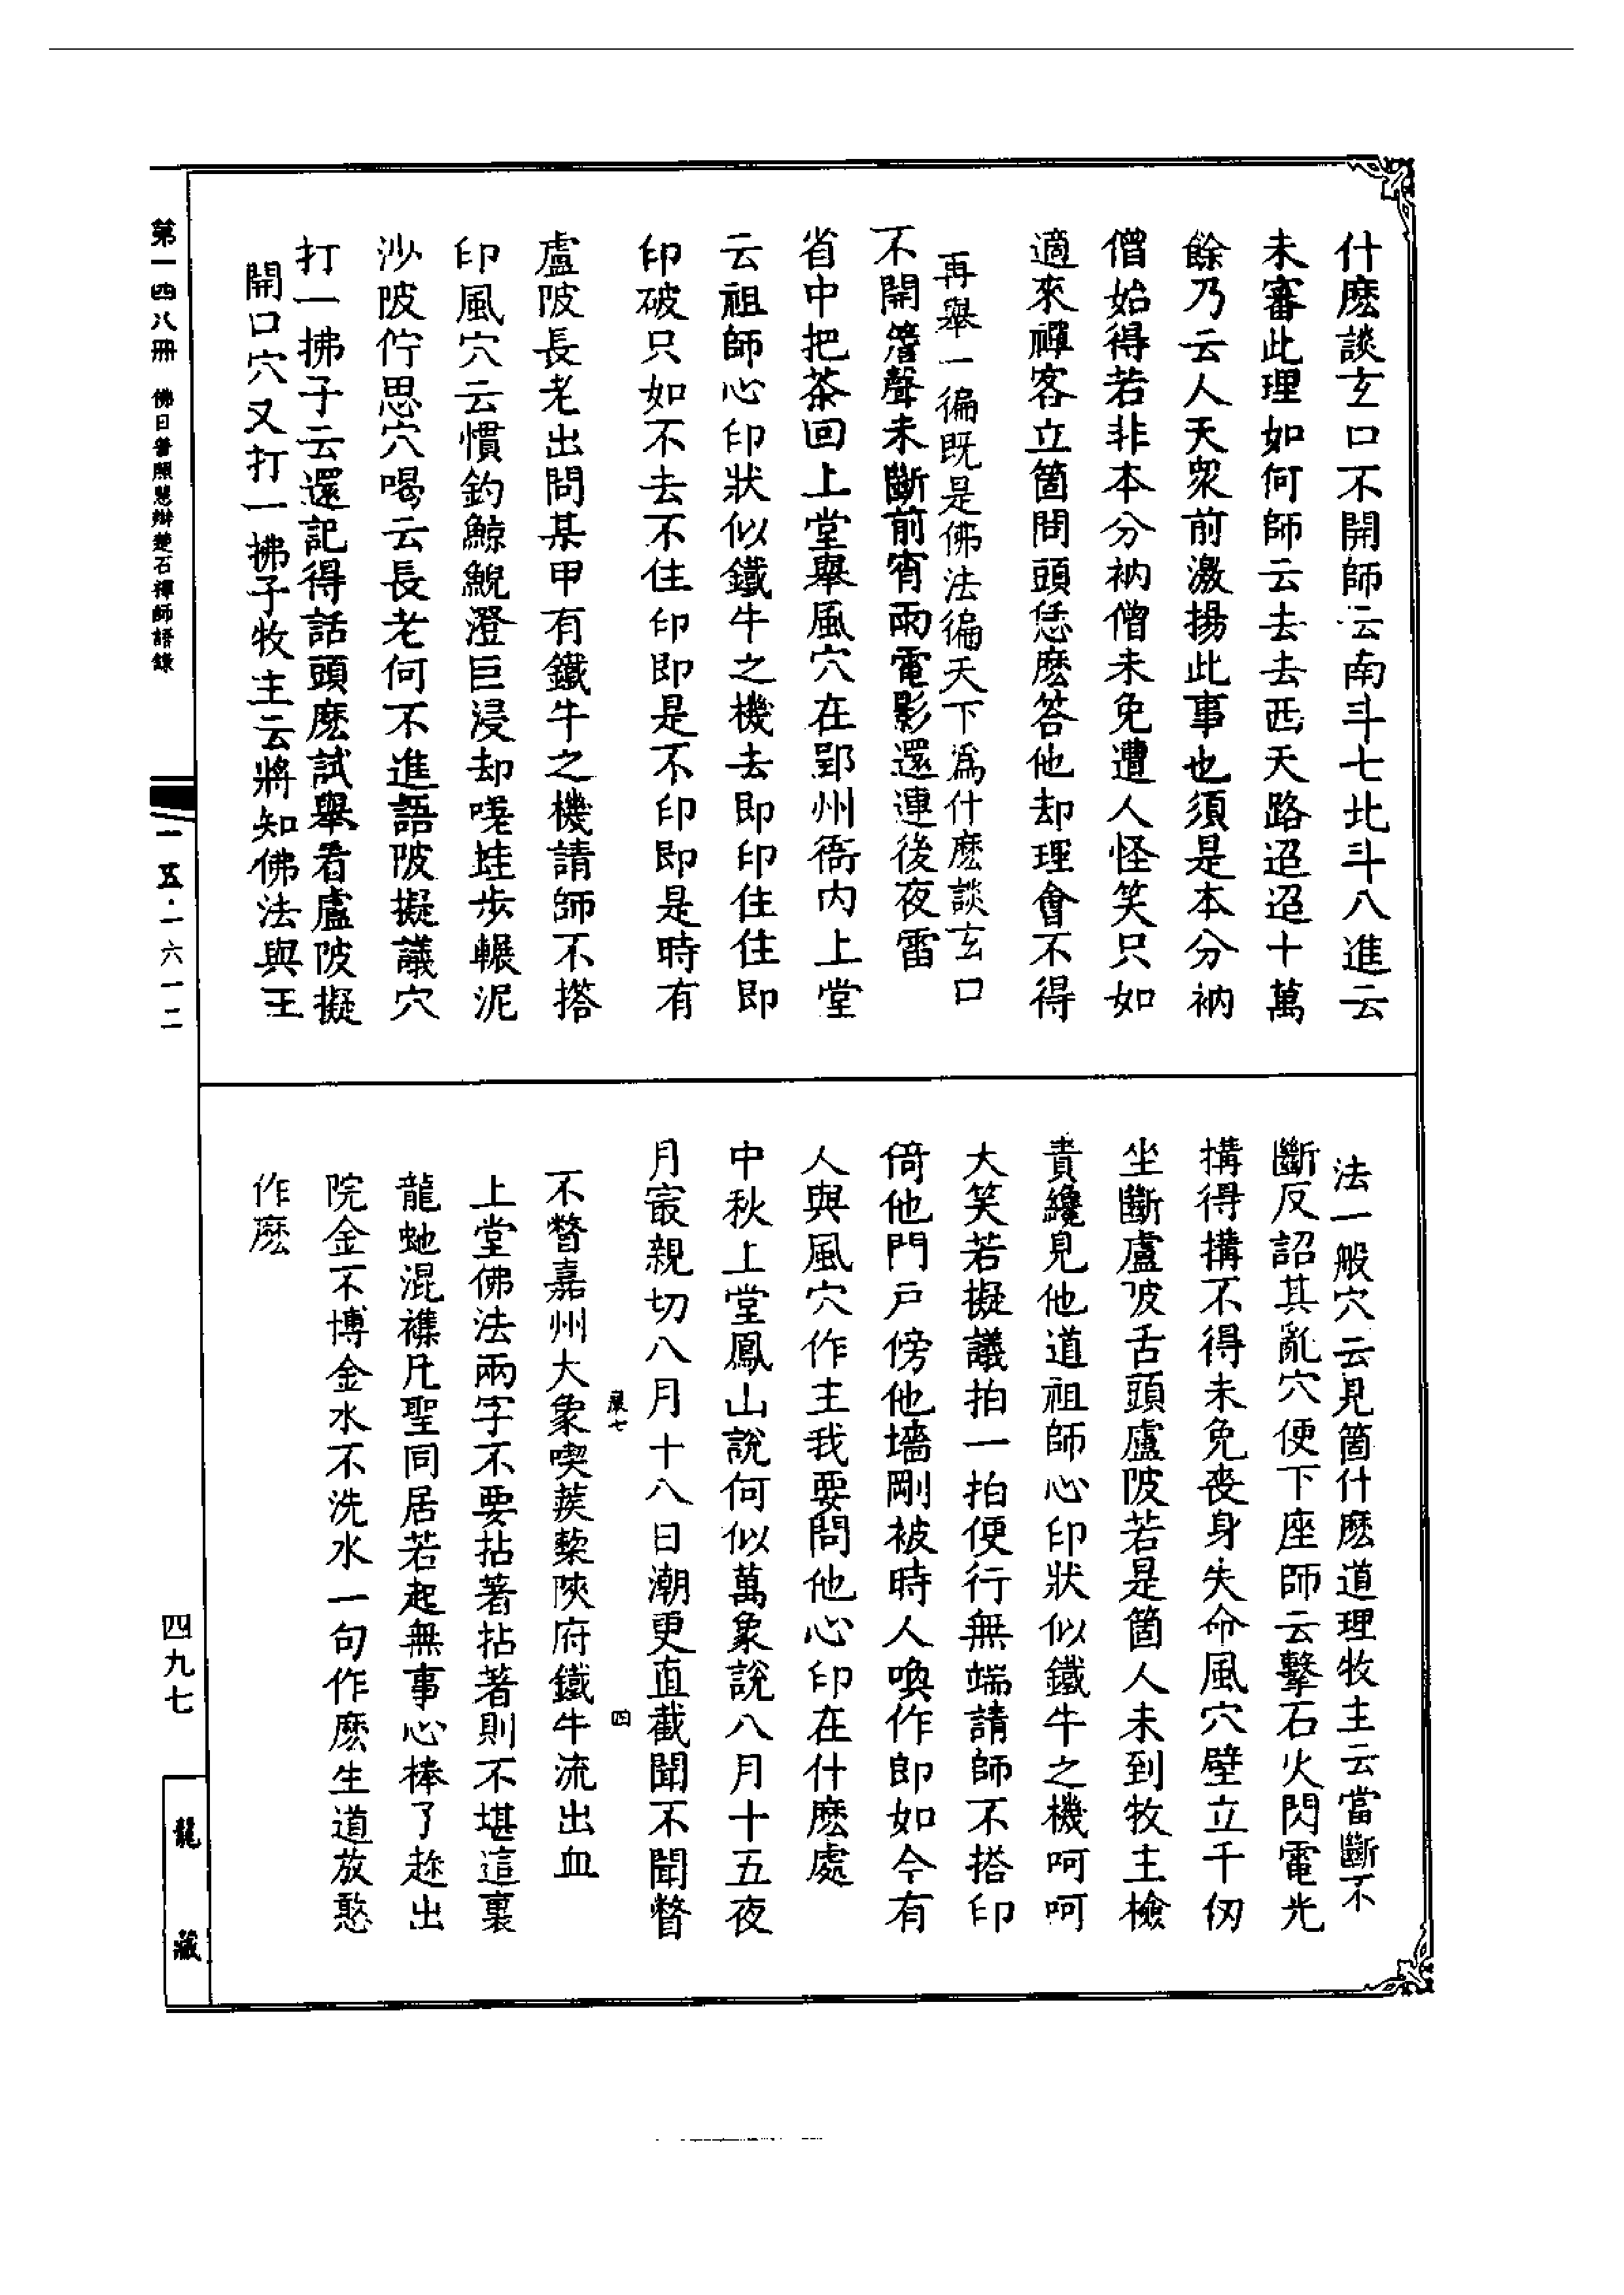 什麽談玄口不開師云南斗七北斗八進云
未審此理如何師云去去西天路迢迢十萬
餘乃云人天衆前激揚此事也須是本分衲
僧始得若非本分衲僧未免遭人怪笑只如
適來禪客立箇問頭恁麽答他却理會不得
再舉一徧既是佛法徧天下爲什麽談玄口
不開簷聲未斷前宵雨電影還連後夜雷
省中把茶回上堂舉風穴在郢州衙内上堂
云祖師心印狀似鐵牛之機去即印住住即
印破只如不去不住印即是不印即是時有
盧陂長老出問某甲有鐵牛之機請師不搭
印風穴云慣釣鯨鯢澄巨浸却嗟蛙步輾泥
沙陂佇思穴喝云長老何不進語陂擬議穴
打一拂子云還記得話頭麽試舉看盧陂擬
開口穴又打一拂子牧主云將知佛法與王
法一般穴云見箇什麽道理牧主云當斷不
斷反詔其亂穴便下座師云擊石火閃電光
搆得搆不得未免喪身失命風穴壁立千仞
坐斷盧陂舌頭盧陂若是箇人未到牧主檢
責纔見他道祖師心印狀似鐵牛之機呵呵
大笑若擬議拍一拍便行無端請師不搭印
倚他門戸傍他墻剛被時人喚作郎如今有
人與風穴作主我要問他心印在什麽處
中秋上堂鳳山說何似萬象說八月十五夜
月㝡親切八月十八日潮更直截聞不聞瞥
不瞥嘉州大象喫蒺藜陜府鐵牛流出血
上堂佛法兩字不要拈著拈著則不堪這裏
龍虵混襍凡聖同居若起無事心棒了趂出
院金不博金水不洗水一句作麽生道放憨
作麽
四
第一四八冊 佛日普照慧辯楚石禪師語錄
一五·一六一二
四九七
龍藏